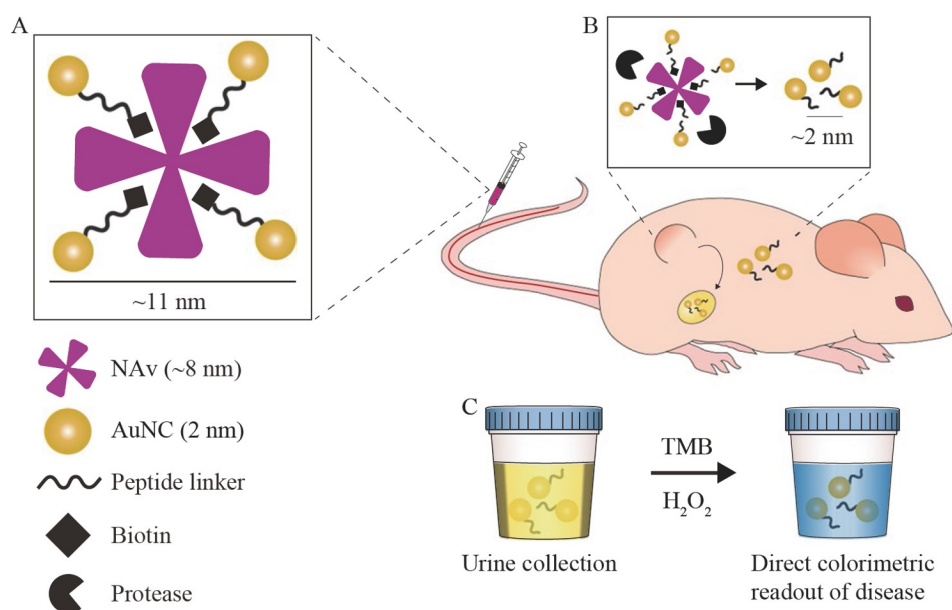 A
~11 nm
NAv (~8 nm)
AuNC (2 nm)
Peptide linker
Biotin
Protease
B
~2 nm
C
TMB
H₂O₂
Urine collection
Direct colorimetric
readout of disease